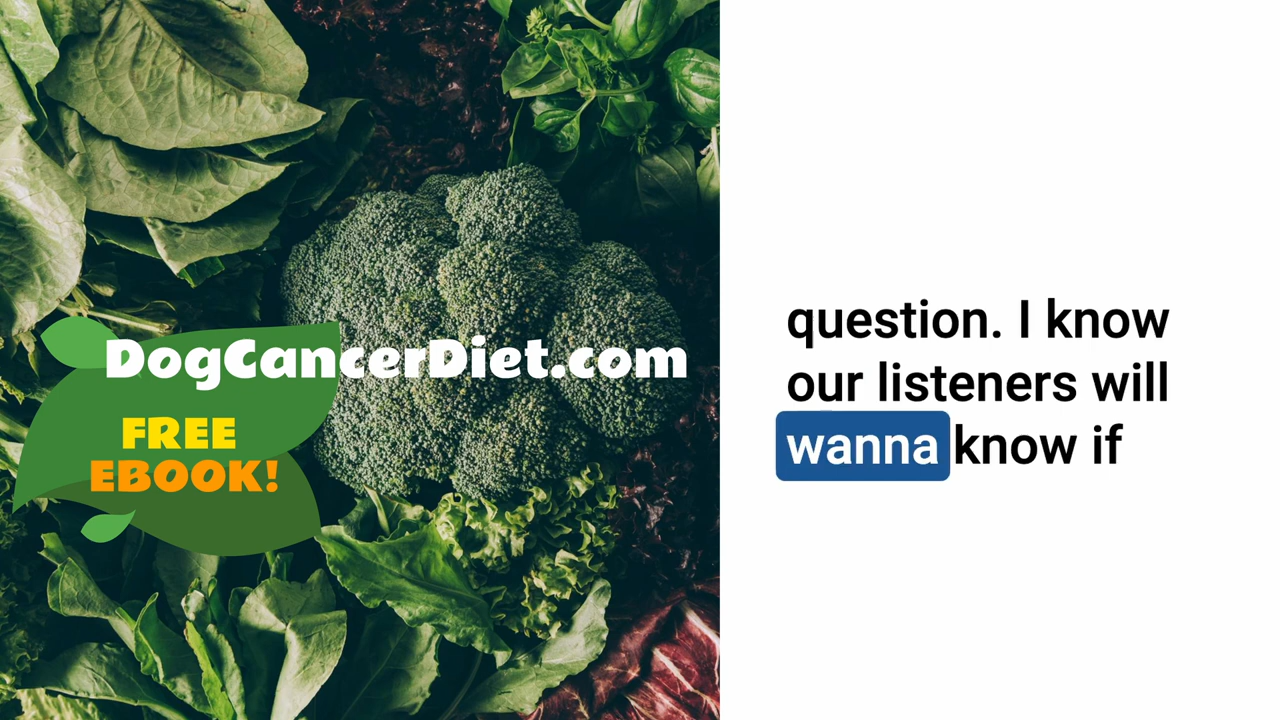 DogCancerDiet.com
FREE
EBOOK!
question. I know
our listeners will
wanna know if